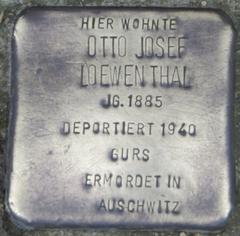 HIER WOHNTE
OTTO JOSEF
LOEWENTHAL
JG. 1885
DEPORTIERT 1940
GURS
ERMORDET IN
AUSCHWITZ